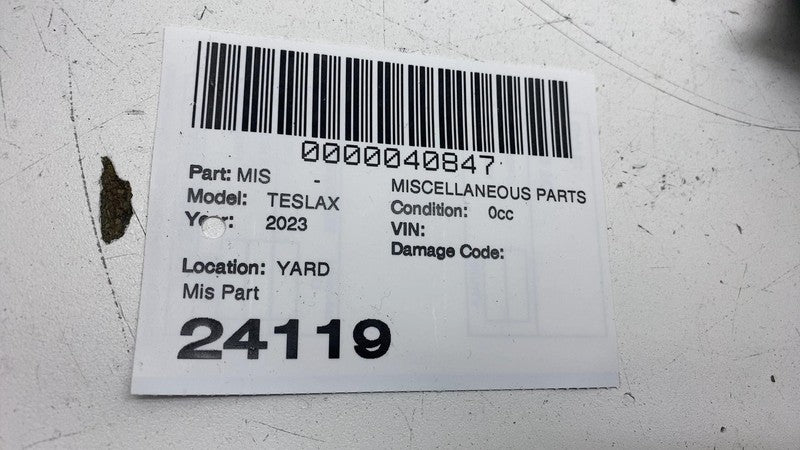 0000040847
Part: MIS - MISCELLANEOUS PARTS
Model: TESLAX Condition: 0cc
Year: 2023 VIN:
Damage Code:
Location: YARD
Mis Part
24119